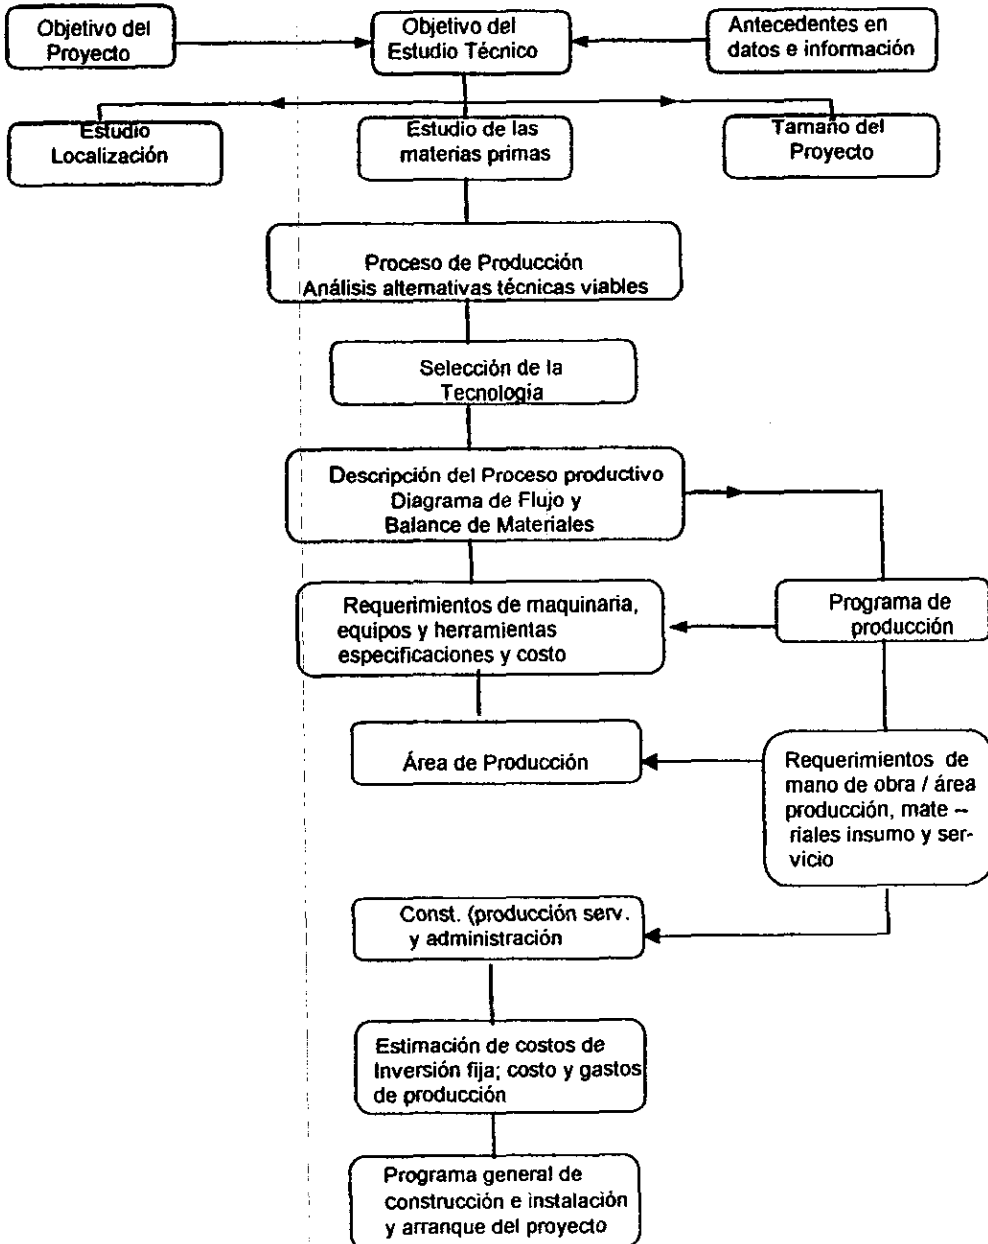 Objetivo del
Proyecto
Objetivo del
Estudio Técnico
Antecedentes en
datos e información
Estudio
Localización
Estudio de las
materias primas
Tamaño del
Proyecto
Proceso de Producción
Análisis alternativas técnicas viables
Selección de la
Tecnología
Descripción del Proceso productivo
Diagrama de Flujo y
Balance de Materiales
Requerimientos de maquinaria,
equipos y herramientas
especificaciones y costo
Programa de
producción
Área de Producción
Requerimientos de
mano de obra / área
producción, mate –
riales insumo y ser-
vicio
Const. (producción serv.
y administración
Estimación de costos de
Inversión fija; costo y gastos
de producción
Programa general de
construcción e instalación
y arranque del proyecto